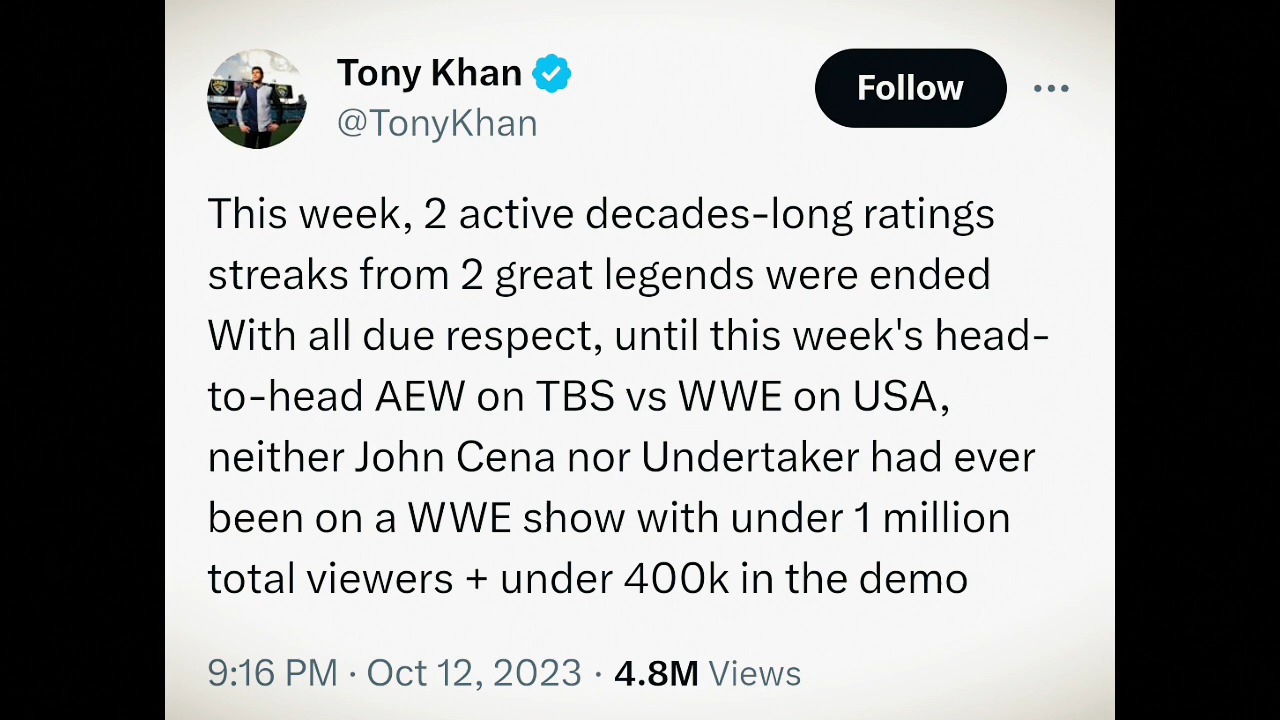 Tony Khan
@TonyKhan
Follow
This week, 2 active decades-long ratings
streaks from 2 great legends were ended
With all due respect, until this week's head-
to-head AEW on TBS vs WWE on USA,
neither John Cena nor Undertaker had ever
been on a WWE show with under 1 million
total viewers + under 400k in the demo
9:16 PM · Oct 12, 2023 · 4.8M Views